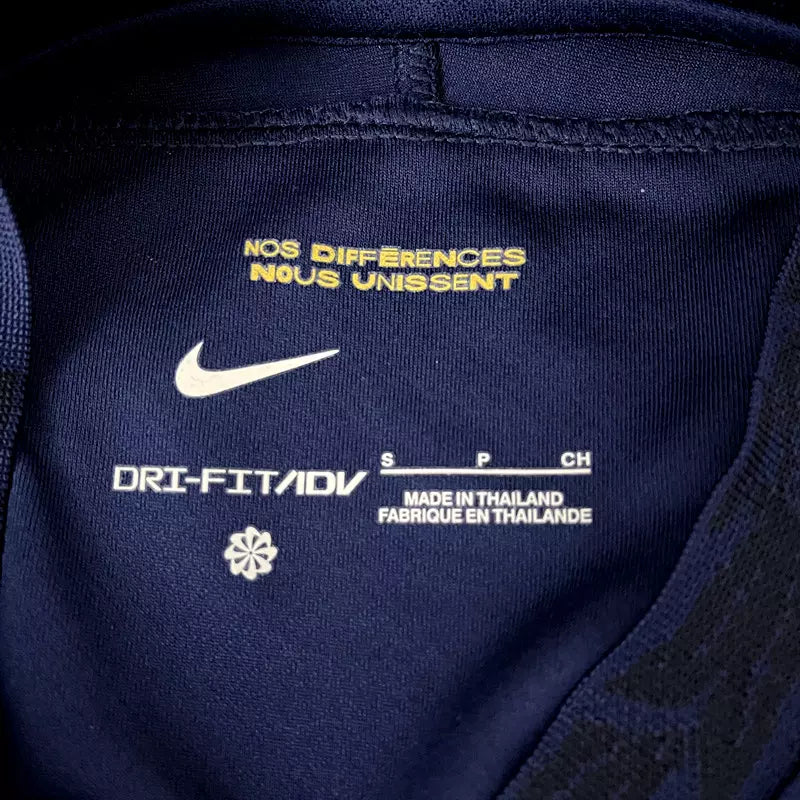 NOS DIFFÉRENCES
NOUS UNISSENT
DRI-FIT/ADV
S P CH
MADE IN THAILAND
FABRIQUE EN THAILANDE